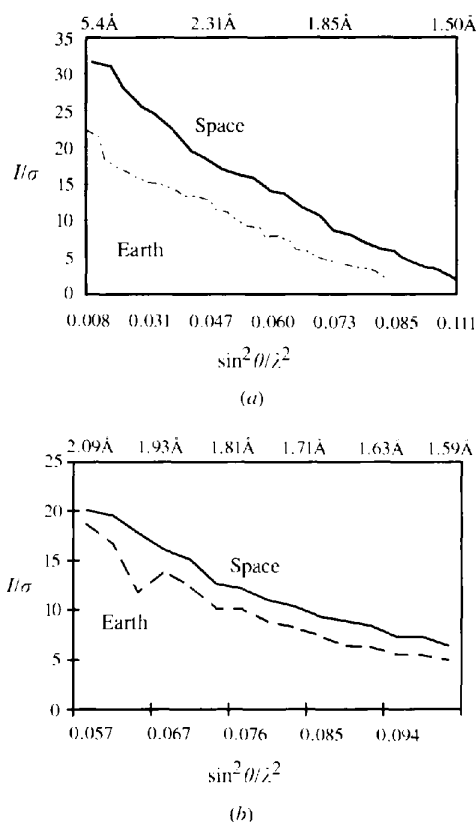 5.4Å 2.31Å 1.85Å 1.50Å
35
30
25
20
15
10
5
0
I/σ
Space
Earth
0.008 0.031 0.047 0.060 0.073 0.085 0.111
sin²θ/λ²
(a)
2.09Å 1.93Å 1.81Å 1.71Å 1.63Å 1.59Å
25
20
15
10
5
0
I/σ
Space
Earth
0.057 0.067 0.076 0.085 0.094
sin²θ/λ²
(b)